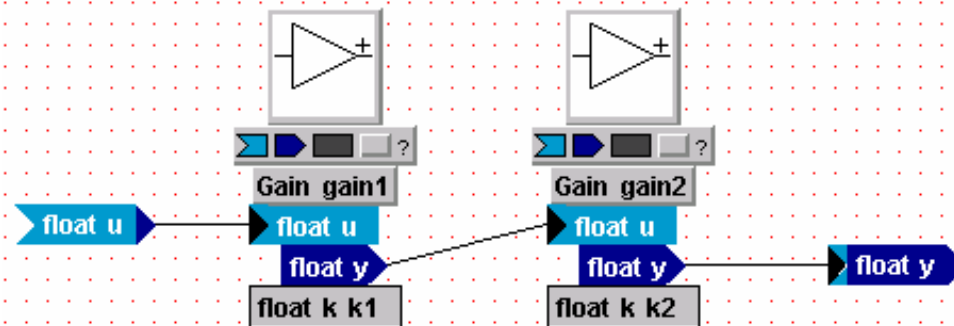 + +
? ?
Gain gain1 Gain gain2
float u float u float u
float y float y float y
float k k1 float k k2